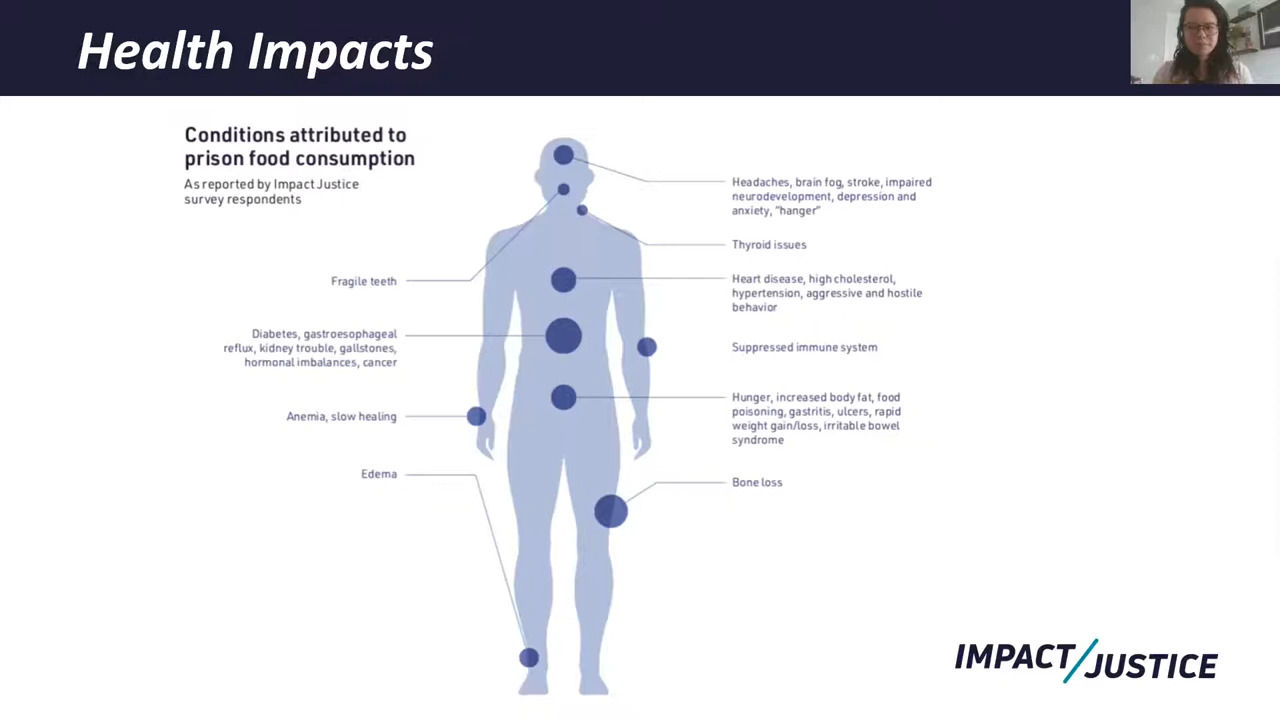 Health Impacts
Conditions attributed to
prison food consumption
As reported by Impact Justice
survey respondents
Fragile teeth
Diabetes, gastroesophageal
reflux, kidney trouble, gallstones,
hormonal imbalances, cancer
Anemia, slow healing
Edema
Headaches, brain fog, stroke, impaired
neurodevelopment, depression and
anxiety, “hanger”
Thyroid issues
Heart disease, high cholesterol,
hypertension, aggressive and hostile
behavior
Suppressed immune system
Hunger, increased body fat, food
poisoning, gastritis, ulcers, rapid
weight gain/loss, irritable bowel
syndrome
Bone loss
IMPACT/JUSTICE